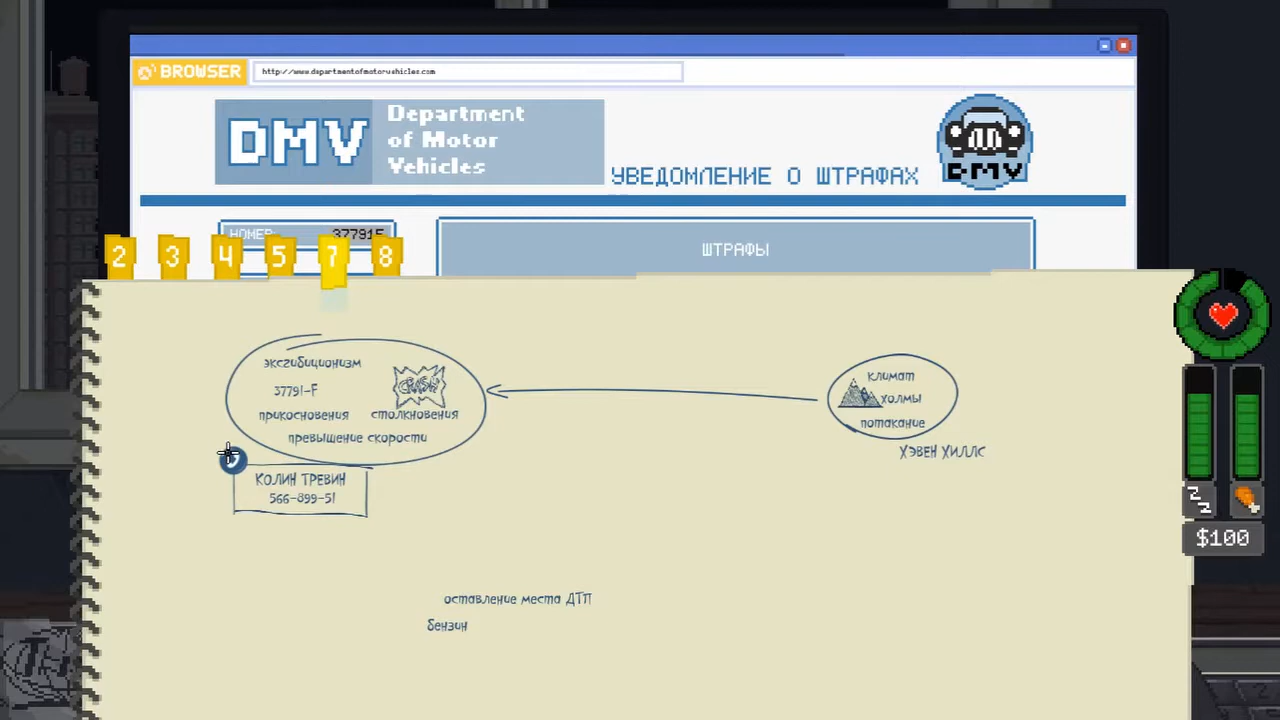 BROWSER
http://www.departmentofmotorvehicles.com
DMV
Department
of Motor
Vehicles
УВЕДОМЛЕНИЕ О ШТРАФАХ
DMV
НОМЕР: 37791F
ШТРАФЫ
2 3 4 5 7 8
эксгибиционизм
37791-F
CRASH
прикосновения столкновения
превышение скорости
КОЛИН ТРЕВИН
566-899-51
климат
холмы
потакание
ХЭВЕН ХИЛЛС
оставление места ДТП
бензин
$100